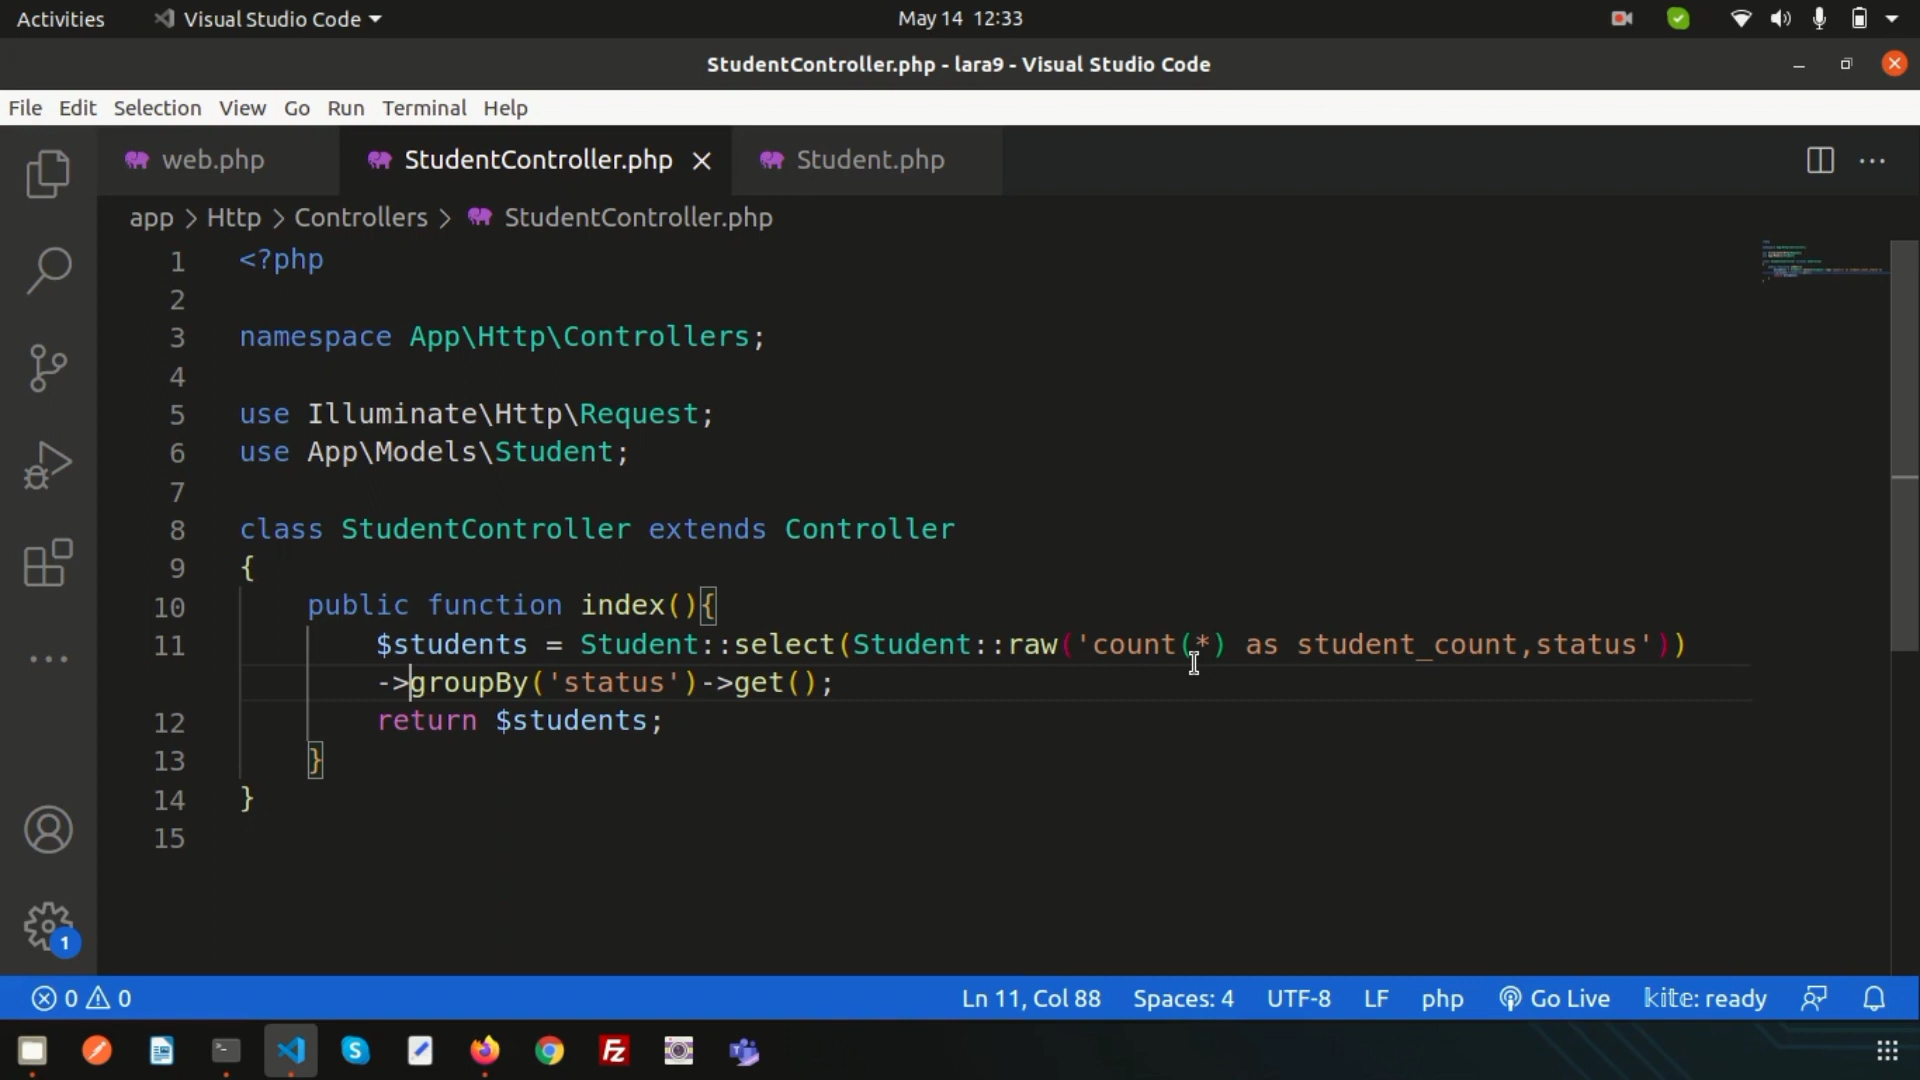 Activities Visual Studio Code May 14 12:33
StudentController.php - lara9 - Visual Studio Code
File Edit Selection View Go Run Terminal Help
web.php StudentController.php Student.php
app > Http > Controllers > StudentController.php
1 <?php
2
3 namespace App\Http\Controllers;
4
5 use Illuminate\Http\Request;
6 use App\Models\Student;
7
8 class StudentController extends Controller
9 {
10 public function index(){
11 $students = Student::select(Student::raw('count(*) as student_count,status'))
->groupBy('status')->get();
12 return $students;
13 }
14 }
15
1
0 0 Ln 11, Col 88 Spaces: 4 UTF-8 LF php Go Live kite: ready